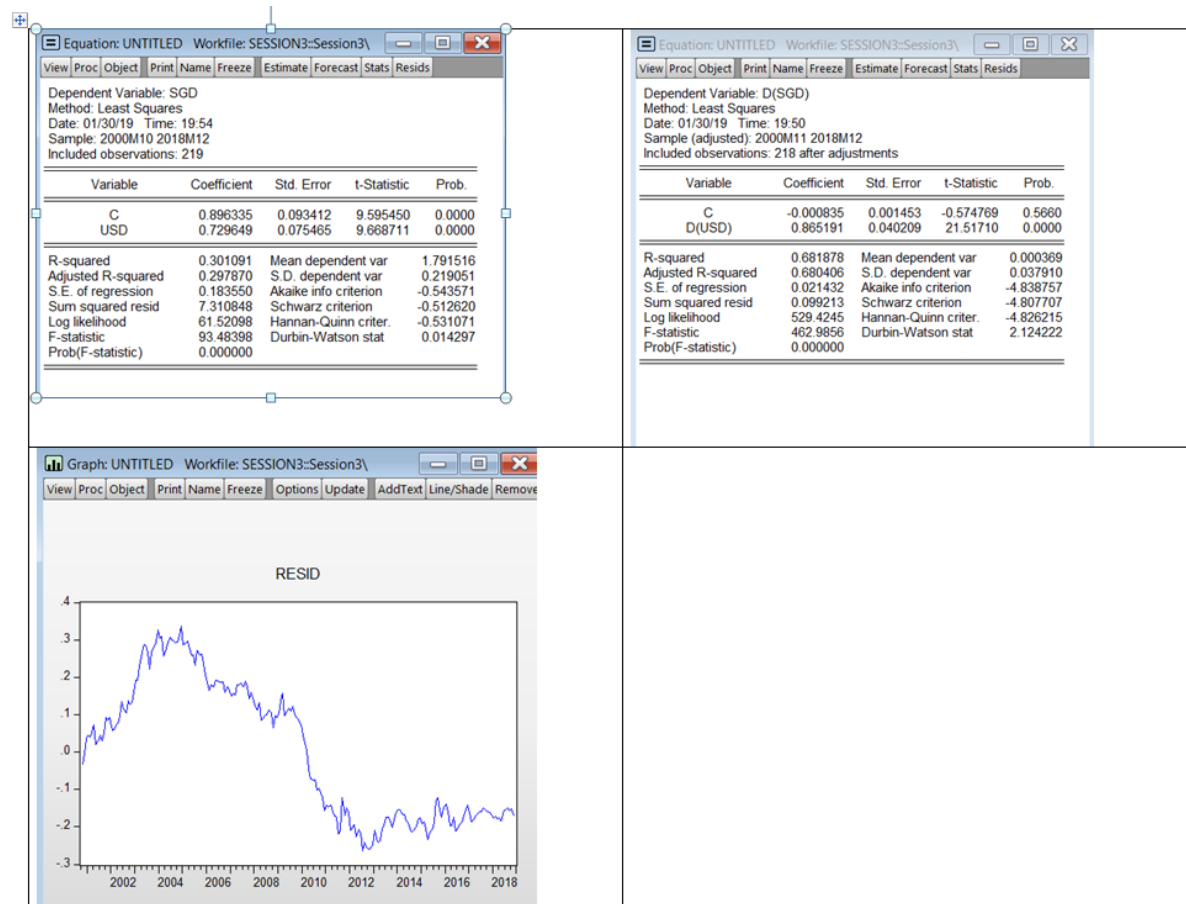 Equation: UNTITLED Workfile: SESSION3::Session3\
View Proc Object Print Name Freeze Estimate Forecast Stats Resids
Dependent Variable: SGD
Method: Least Squares
Date: 01/30/19 Time: 19:54
Sample: 2000M10 2018M12
Included observations: 219
Variable Coefficient Std. Error t-Statistic Prob.
C 0.896335 0.093412 9.595450 0.0000
USD 0.729649 0.075465 9.668711 0.0000
R-squared 0.301091 Mean dependent var 1.791516
Adjusted R-squared 0.297870 S.D. dependent var 0.219051
S.E. of regression 0.183550 Akaike info criterion -0.543571
Sum squared resid 7.310848 Schwarz criterion -0.512620
Log likelihood 61.52098 Hannan-Quinn criter. -0.531071
F-statistic 93.48398 Durbin-Watson stat 0.014297
Prob(F-statistic) 0.000000
Equation: UNTITLED Workfile: SESSION3::Session3\
View Proc Object Print Name Freeze Estimate Forecast Stats Resids
Dependent Variable: D(SGD)
Method: Least Squares
Date: 01/30/19 Time: 19:50
Sample (adjusted): 2000M11 2018M12
Included observations: 218 after adjustments
Variable Coefficient Std. Error t-Statistic Prob.
C -0.000835 0.001453 -0.574769 0.5660
D(USD) 0.865191 0.040209 21.51710 0.0000
R-squared 0.681878 Mean dependent var 0.000369
Adjusted R-squared 0.680406 S.D. dependent var 0.037910
S.E. of regression 0.021432 Akaike info criterion -4.838757
Sum squared resid 0.099213 Schwarz criterion -4.807707
Log likelihood 529.4245 Hannan-Quinn criter. -4.826215
F-statistic 462.9856 Durbin-Watson stat 2.124222
Prob(F-statistic) 0.000000
Graph: UNTITLED Workfile: SESSION3::Session3\
View Proc Object Print Name Freeze Options Update AddText Line/Shade Remove
RESID
.4
.3
.2
.1
.0
-.1
-.2
-.3
2002 2004 2006 2008 2010 2012 2014 2016 2018